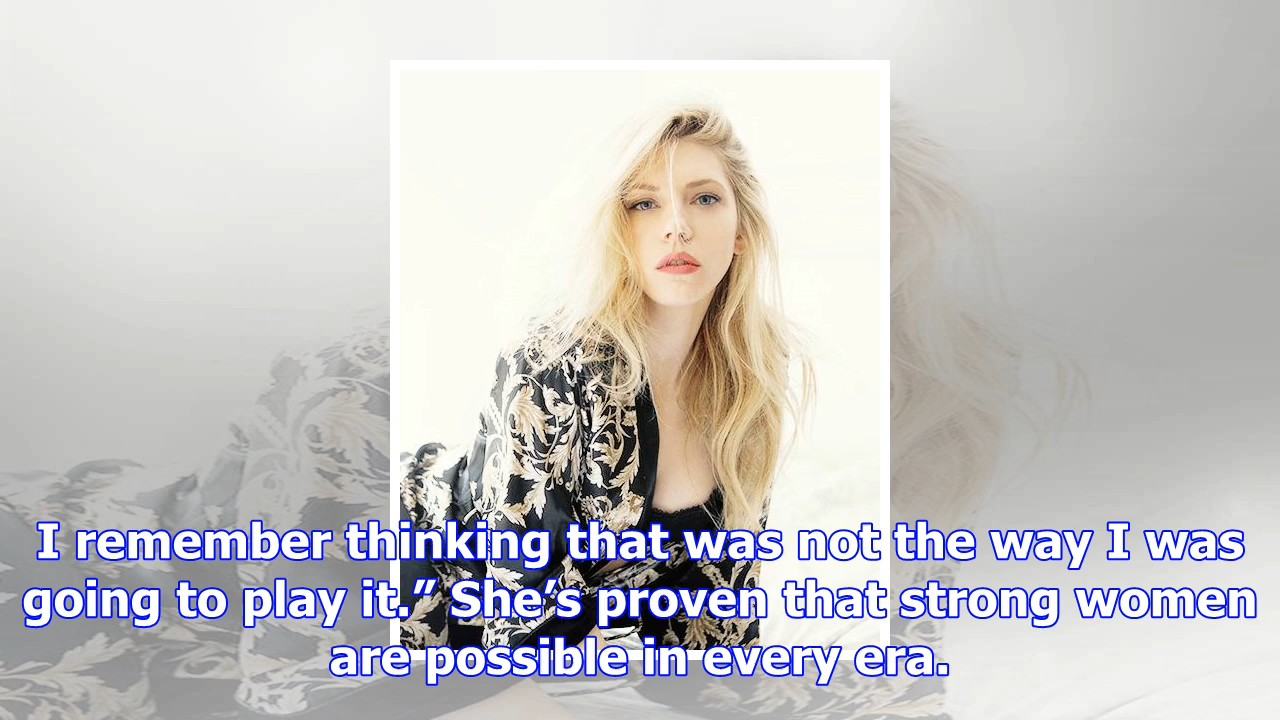 I remember thinking that was not the way I was
going to play it.” She’s proven that strong women
are possible in every era.